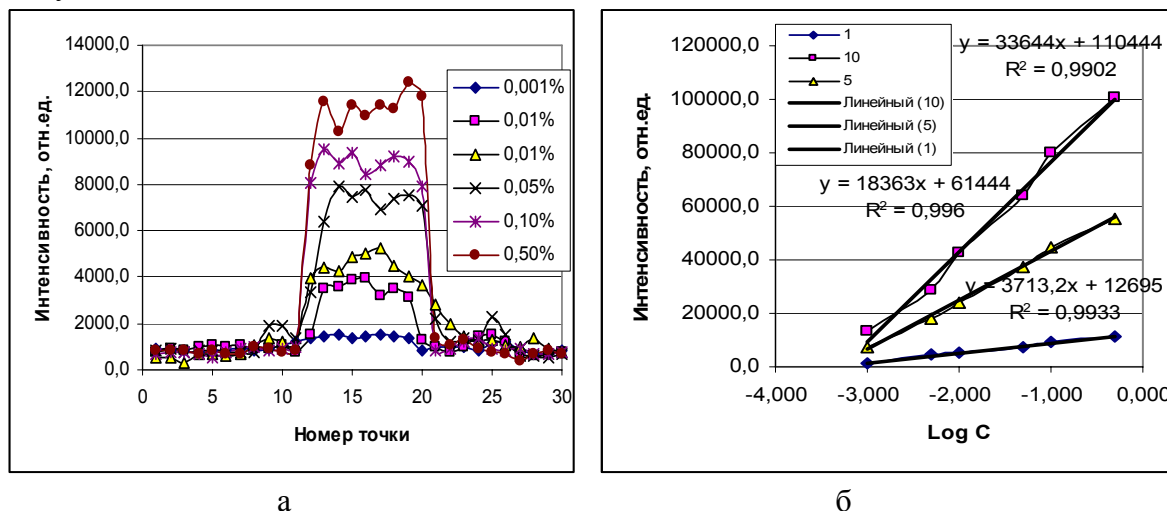 14000,0
12000,0
10000,0
8000,0
6000,0
4000,0
2000,0
0,0
Интенсивность, отн.ед.
0 5 10 15 20 25 30
Номер точки
0,001%
0,01%
0,01%
0,05%
0,10%
0,50%
а
120000,0
100000,0
80000,0
60000,0
40000,0
20000,0
0,0
Интенсивность, отн.ед.
1
10
5
Линейный (10)
Линейный (5)
Линейный (1)
y = 33644x + 110444
R² = 0,9902
y = 18363x + 61444
R² = 0,996
y = 3713,2x + 12695
R² = 0,9933
-4,000 -3,000 -2,000 -1,000 0,000
Log C
б